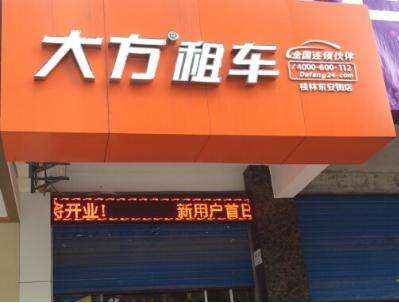 大方®租车
全国连锁伙伴
4000-600-112
Dafang24.com
桂林东安街店
将开业! 新用户首日